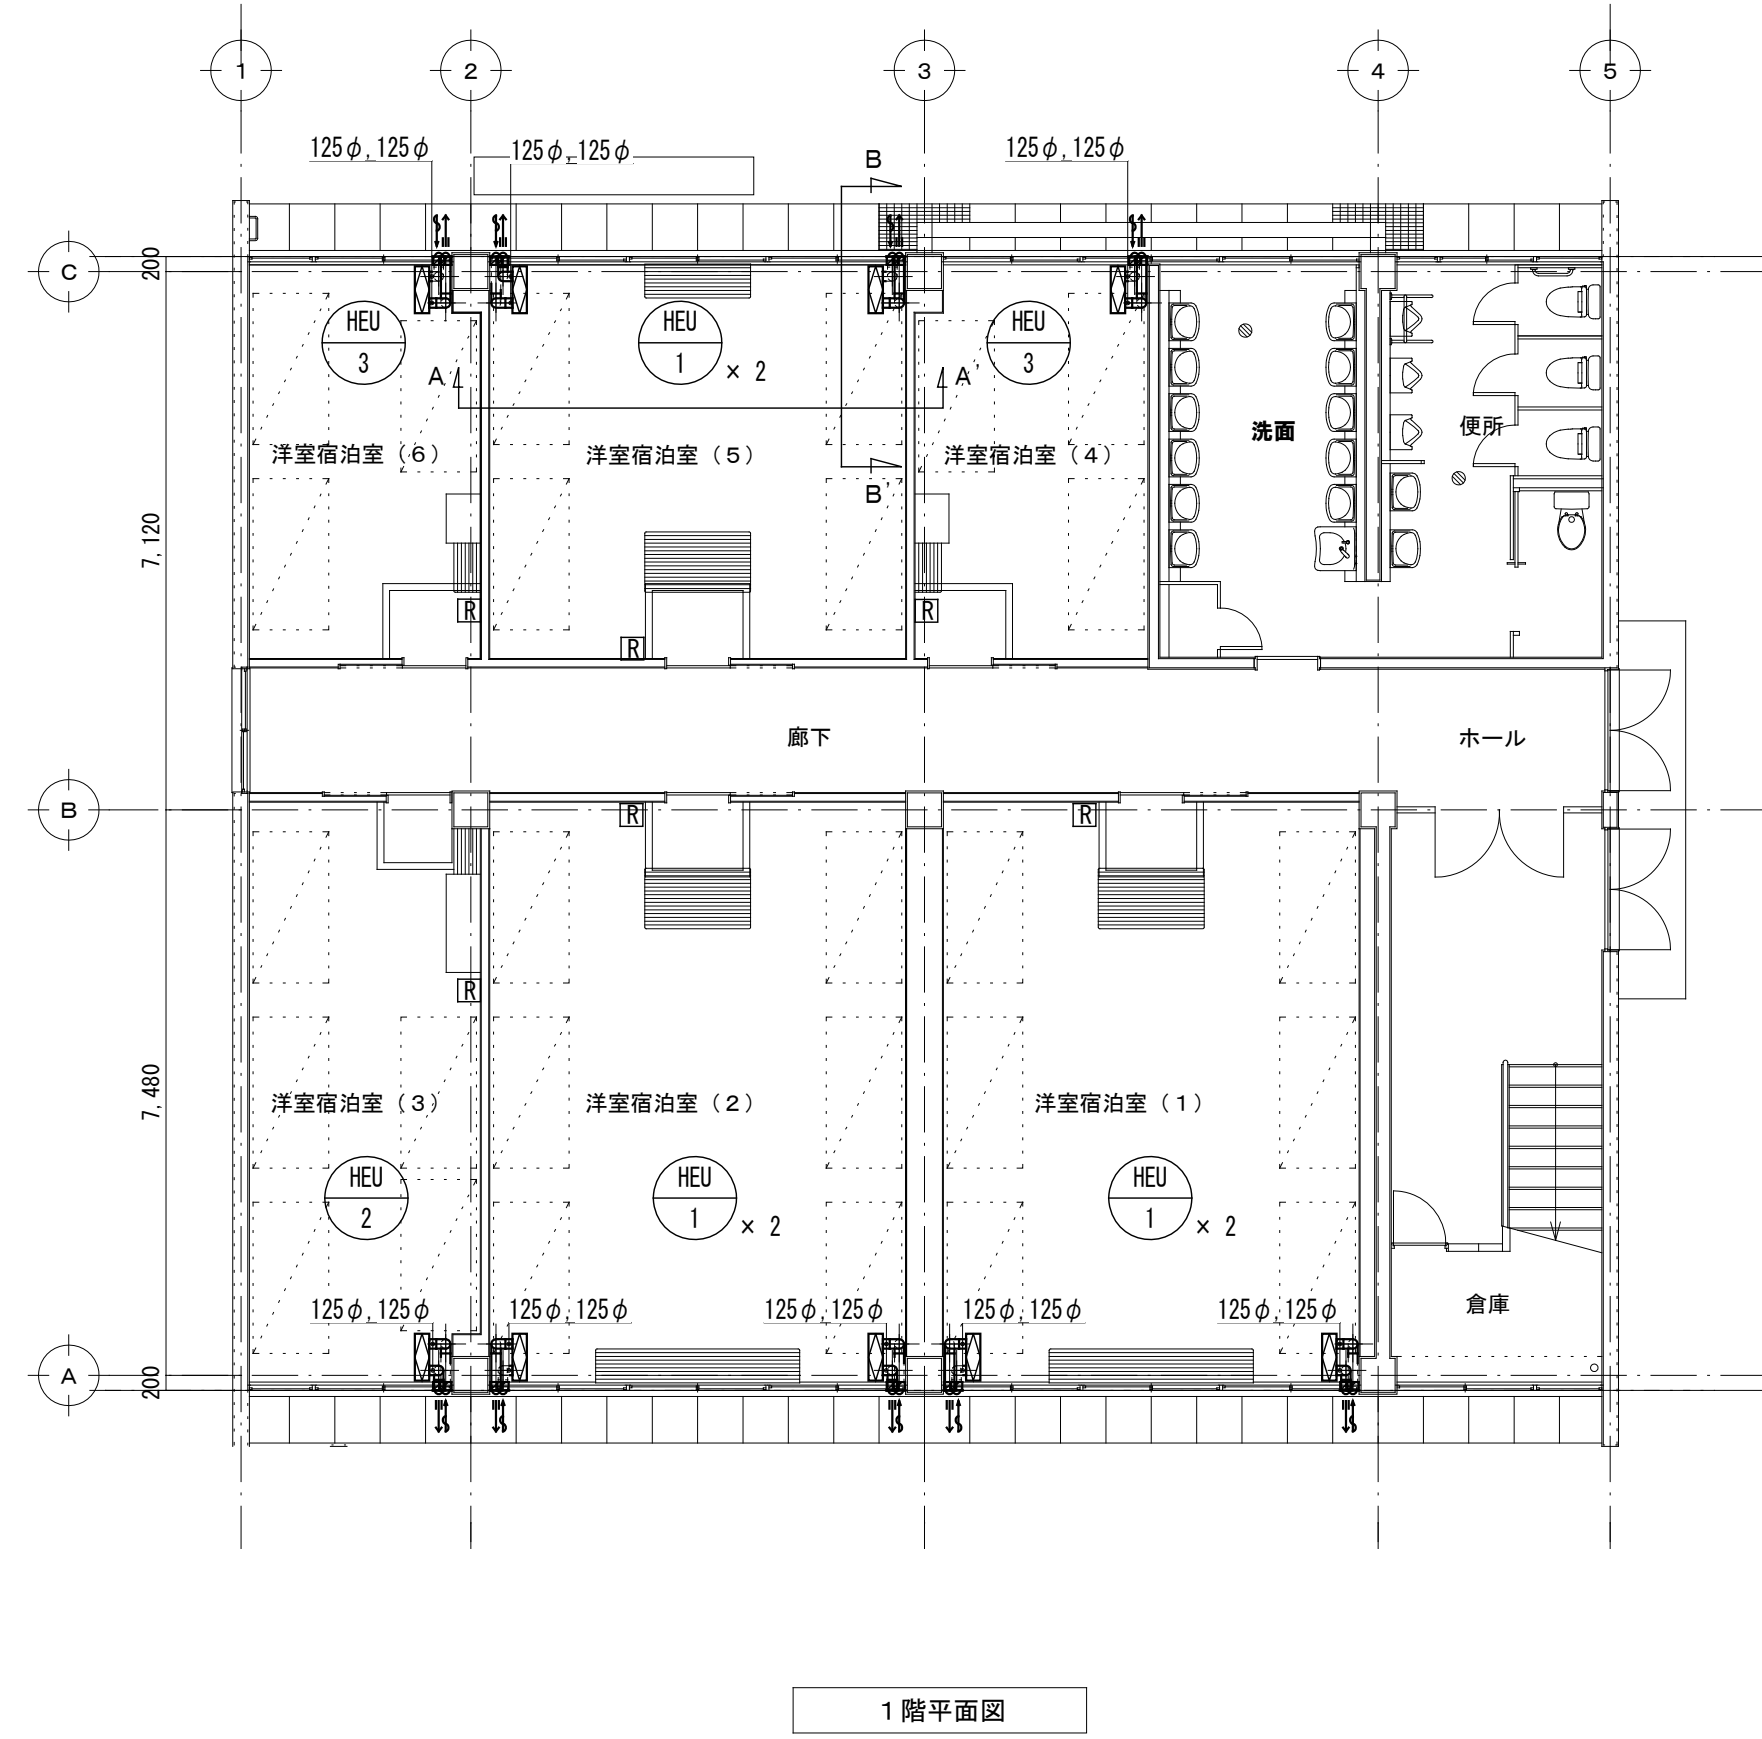 1
2
3
4
5
125φ,125φ
125φ,125φ
125φ,125φ
B
C
200
HEU
3
HEU
1
× 2
HEU
3
A
A'
洋室宿泊室（６）
洋室宿泊室（５）
洋室宿泊室（４）
洗面
便所
B'
7,120
R
R
R
廊下
ホール
B
R
R
R
7,480
洋室宿泊室（３）
洋室宿泊室（２）
洋室宿泊室（１）
HEU
2
HEU
1
× 2
HEU
1
× 2
125φ,125φ
125φ,125φ
125φ,125φ
125φ,125φ
125φ,125φ
倉庫
A
200
１階平面図